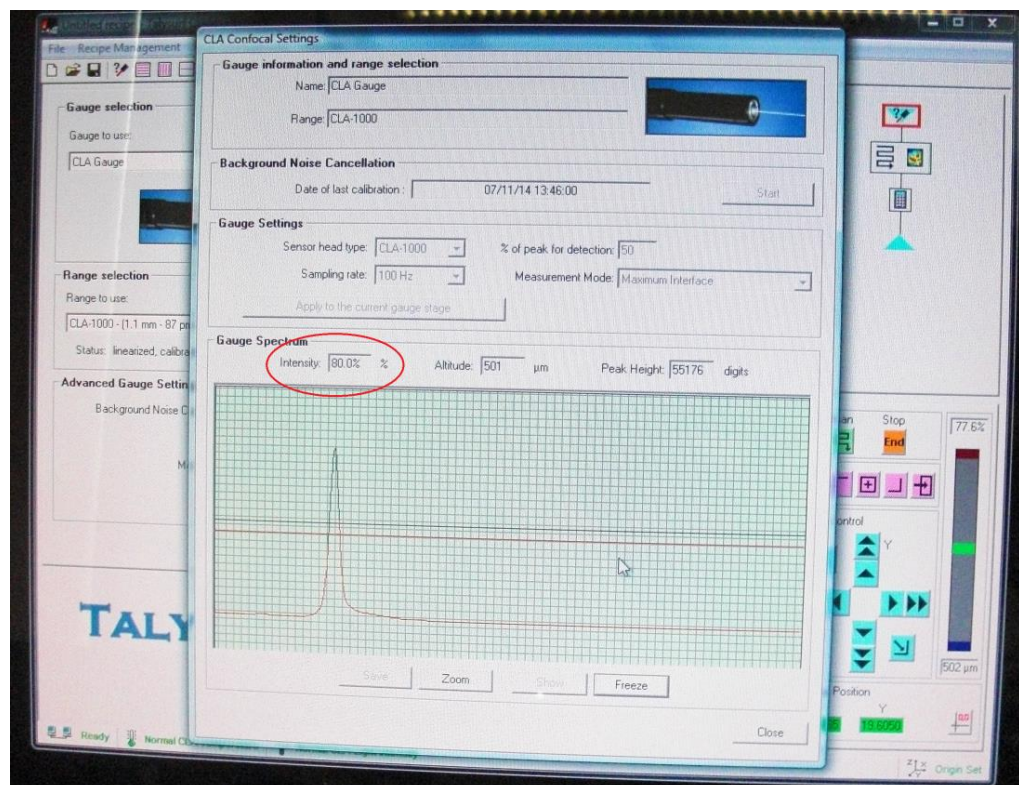 CLA Confocal Settings
File Recipe Management
Gauge information and range selection
Name: CLA Gauge
Range: CLA-1000
Background Noise Cancellation
Date of last calibration : 07/11/14 13:46:00 Start
Gauge Settings
Sensor head type: CLA-1000 % of peak for detection: 50
Sampling rate: 100 Hz Measurement Mode: Maximum Interface
Apply to the current gauge stage
Gauge Spectrum
Intensity: 80.0% % Altitude: 501 µm Peak Height: 55176 digits
Save Zoom Show Freeze
Close
Gauge selection
Gauge to use:
CLA Gauge
Range selection
Range to use:
CLA-1000 - (1.1 mm - 87
Status: linearized,
Advanced Gauge
Background Noise
TALY
Ready Normal
Stop
End
77.6%
Y
502 µm
Position
Y
19.6050
Z X
Y
Origin Set